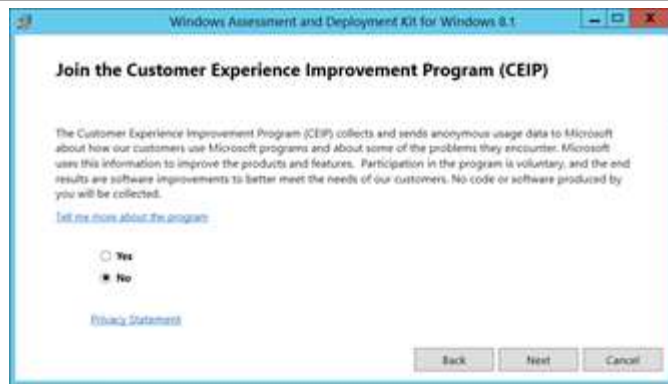 Windows Assessment and Deployment Kit for Windows 8.1
Join the Customer Experience Improvement Program (CEIP)
The Customer Experience Improvement Program (CEIP) collects and sends anonymous usage data to Microsoft
about how our customers use Microsoft programs and about some of the problems they encounter. Microsoft
uses this information to improve the products and features. Participation in the program is voluntary, and the end
results are software improvements to better meet the needs of our customers. No code or software produced by
you will be collected.
Tell me more about the program
Yes
No
Privacy Statement
Back Next Cancel